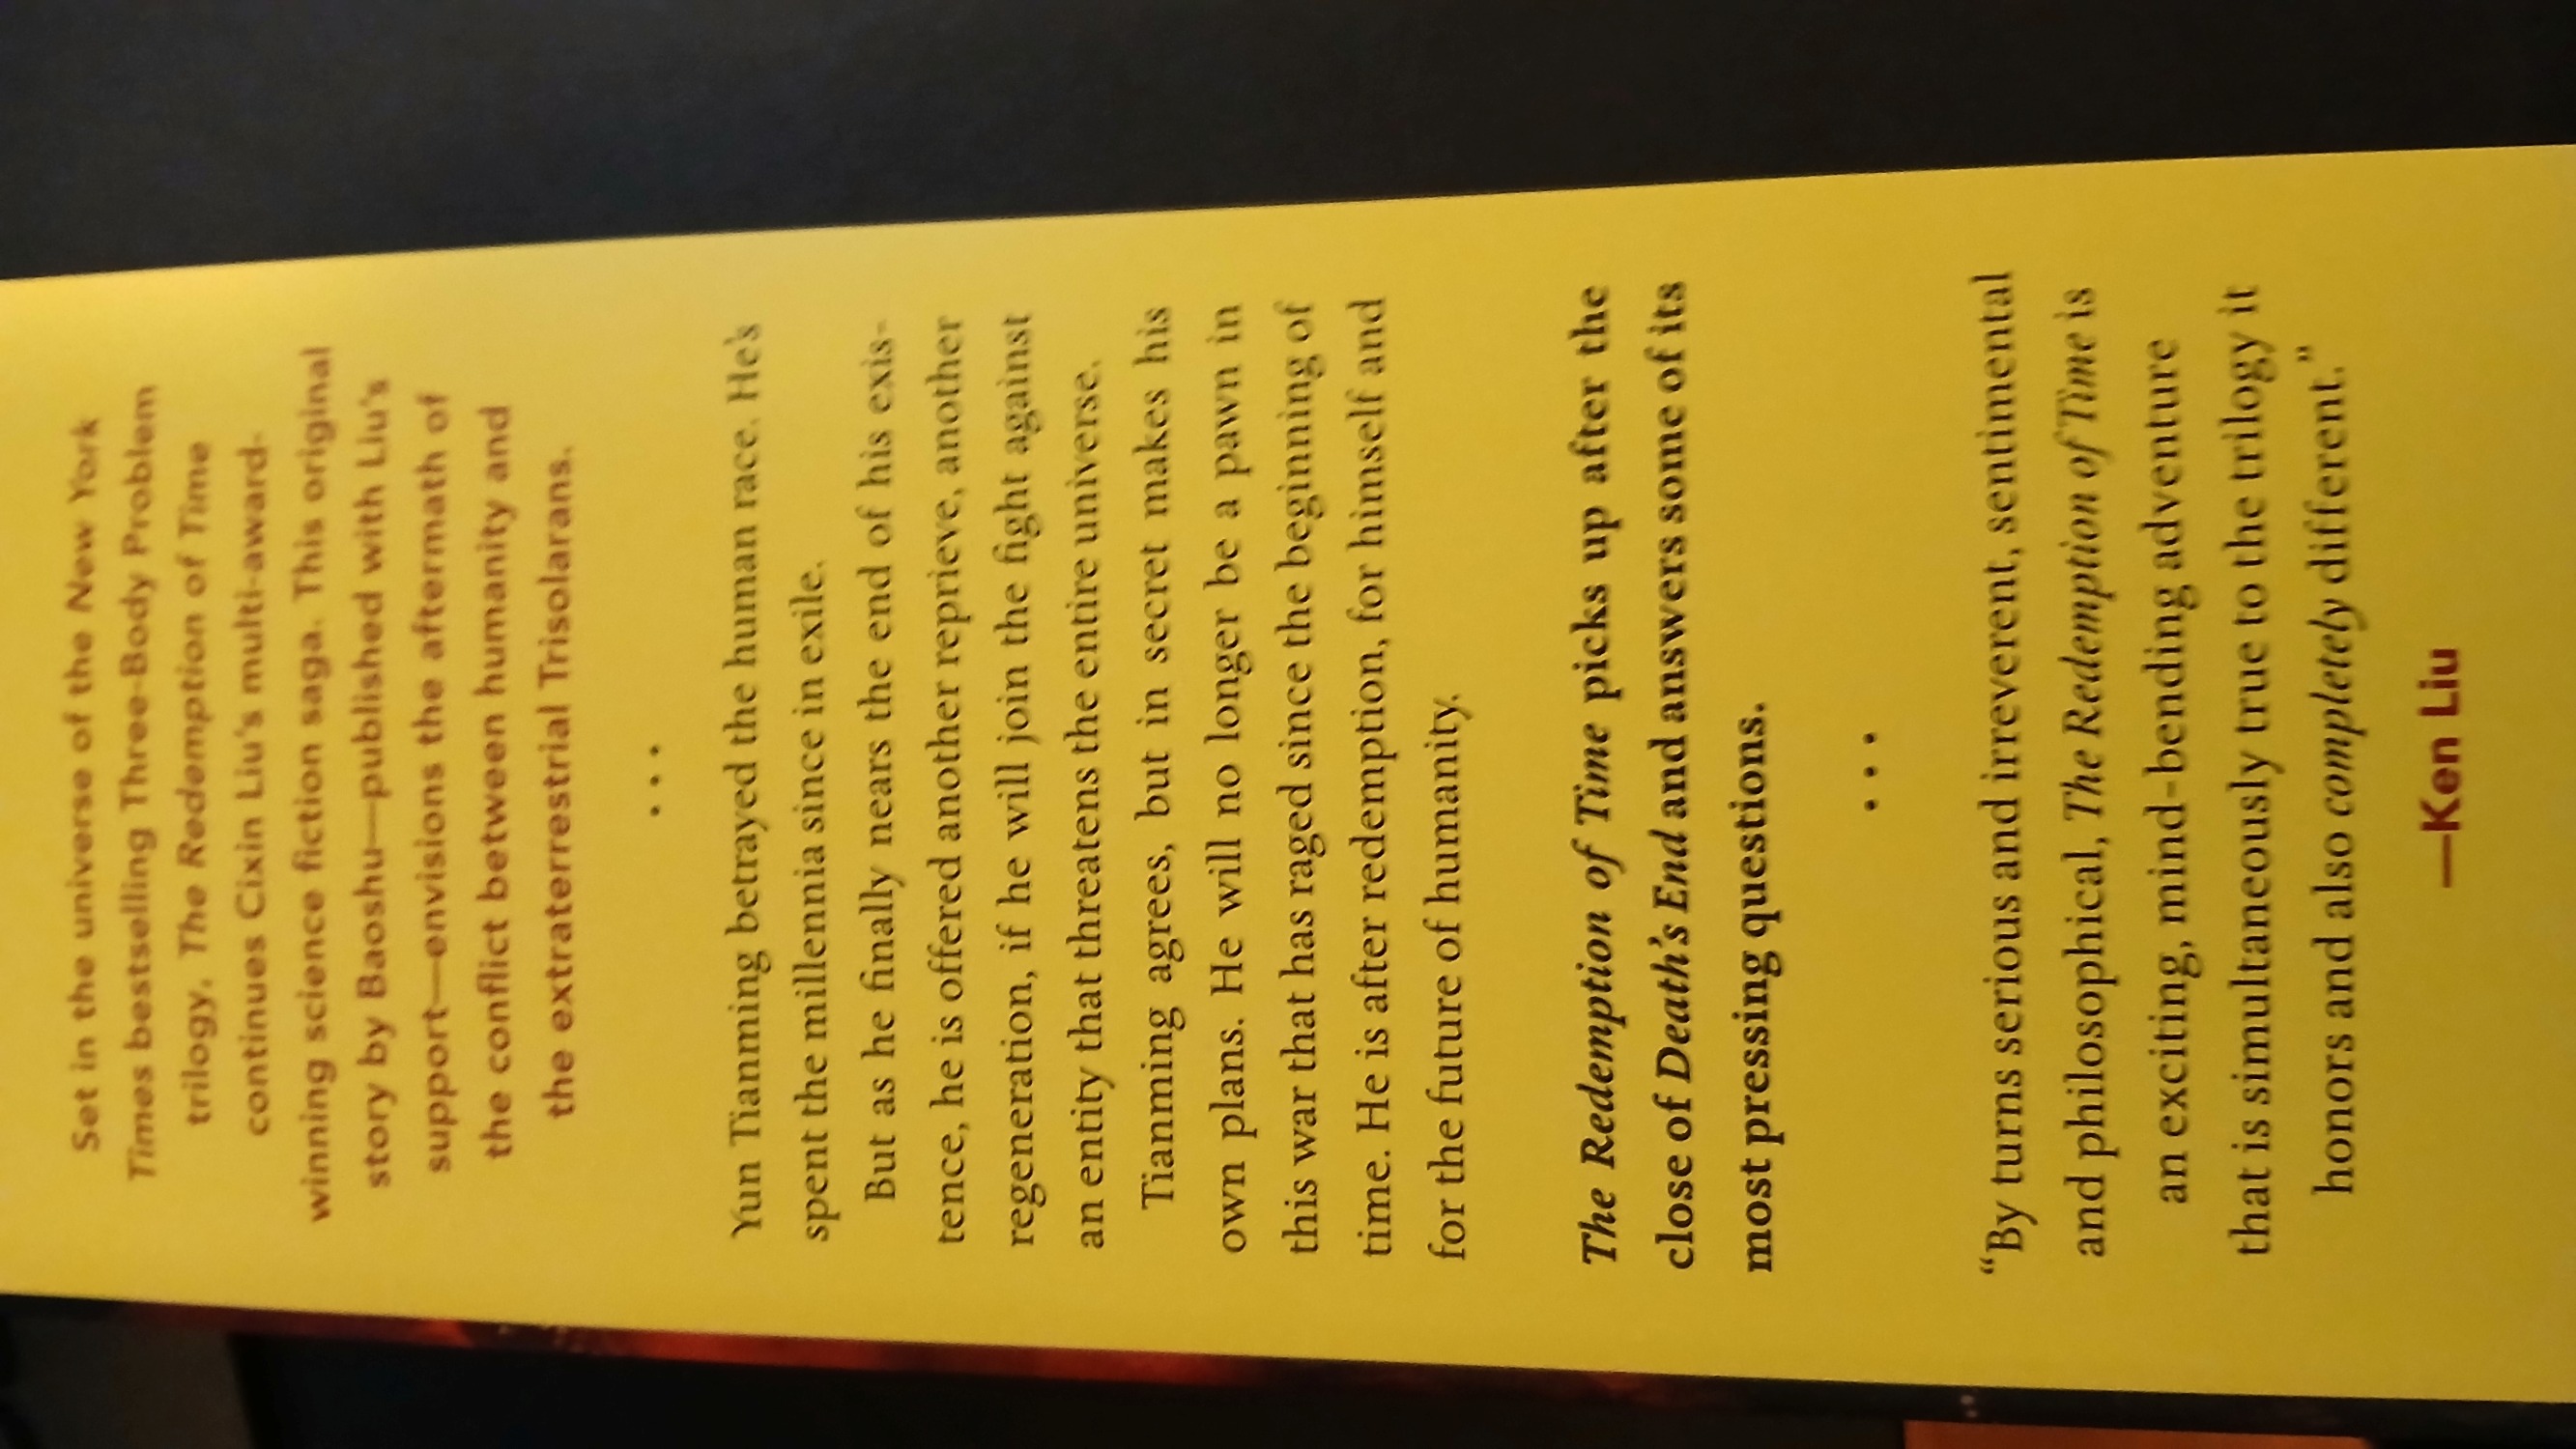 Set in the universe of the New York
Times bestselling Three-Body Problem
trilogy, The Redemption of Time
continues Cixin Liu's multi-award-
winning science fiction saga. This original
story by Baoshu—published with Liu's
support—envisions the aftermath of
the conflict between humanity and
the extraterrestrial Trisolarans.
...
Yun Tianming betrayed the human race. He's
spent the millennia since in exile.
But as he finally nears the end of his exis-
tence, he is offered another reprieve, another
regeneration, if he will join the fight against
an entity that threatens the entire universe.
Tianming agrees, but in secret makes his
own plans. He will no longer be a pawn in
this war that has raged since the beginning of
time. He is after redemption, for himself and
for the future of humanity.
The Redemption of Time picks up after the
close of Death's End and answers some of its
most pressing questions.
...
“By turns serious and irreverent, sentimental
and philosophical, The Redemption of Time is
an exciting, mind-bending adventure
that is simultaneously true to the trilogy it
honors and also completely different.”
—Ken Liu